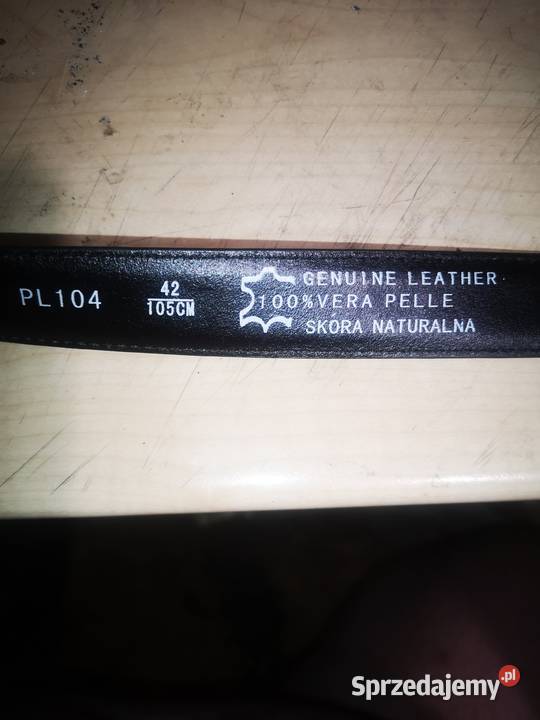 PL104
42
105CM
GENUINE LEATHER
100%VERA PELLE
SKÓRA NATURALNA
Sprzedajemy.pl